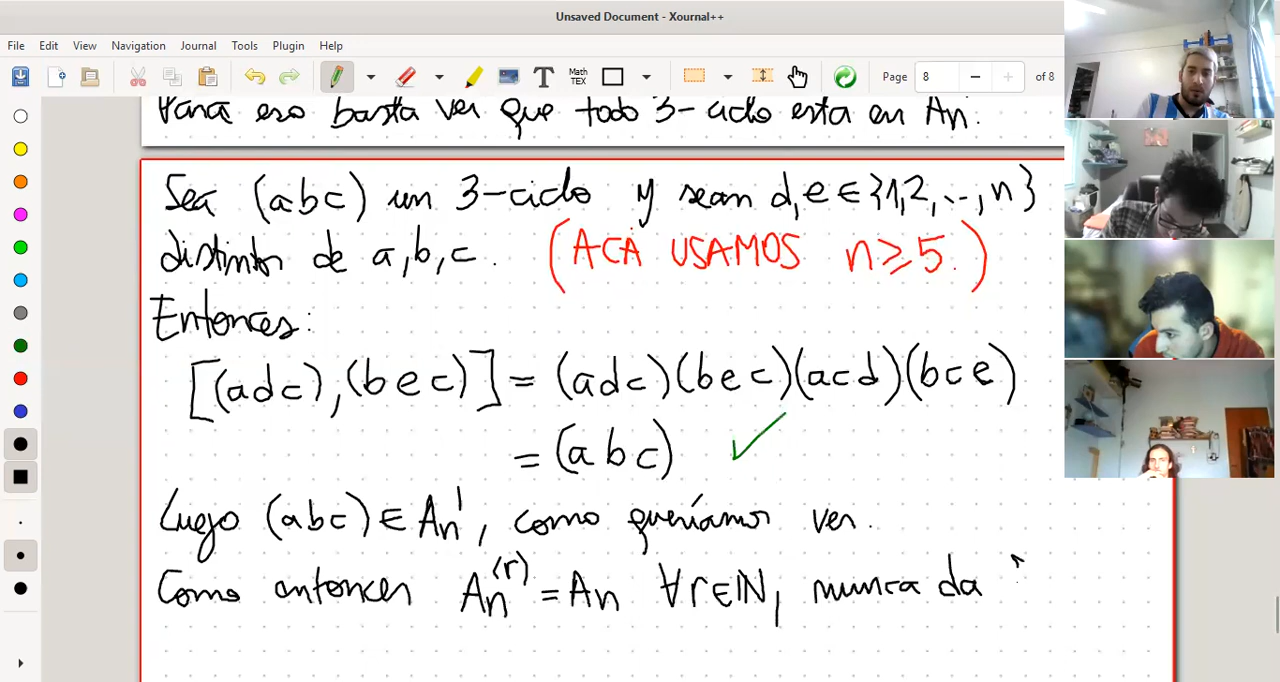 Unsaved Document - Xournal++
File Edit View Navigation Journal Tools Plugin Help
Math TEX T Page 8 of 8
Para eso basta ver que todo 3-ciclo esta en An'.
Sea (abc) un 3-ciclo y sean d, e ∈ {1,2, ..., n}
distintos de a, b, c. (ACÁ USAMOS n ≥ 5.)
Entonces:
[(adc), (bec)] = (adc)(bec)(acd)(bce)
= (abc) ✓
Luego (abc) ∈ An', como queríamos ver.
Como entonces An^(r) = An ∀r∈ℕ, nunca da